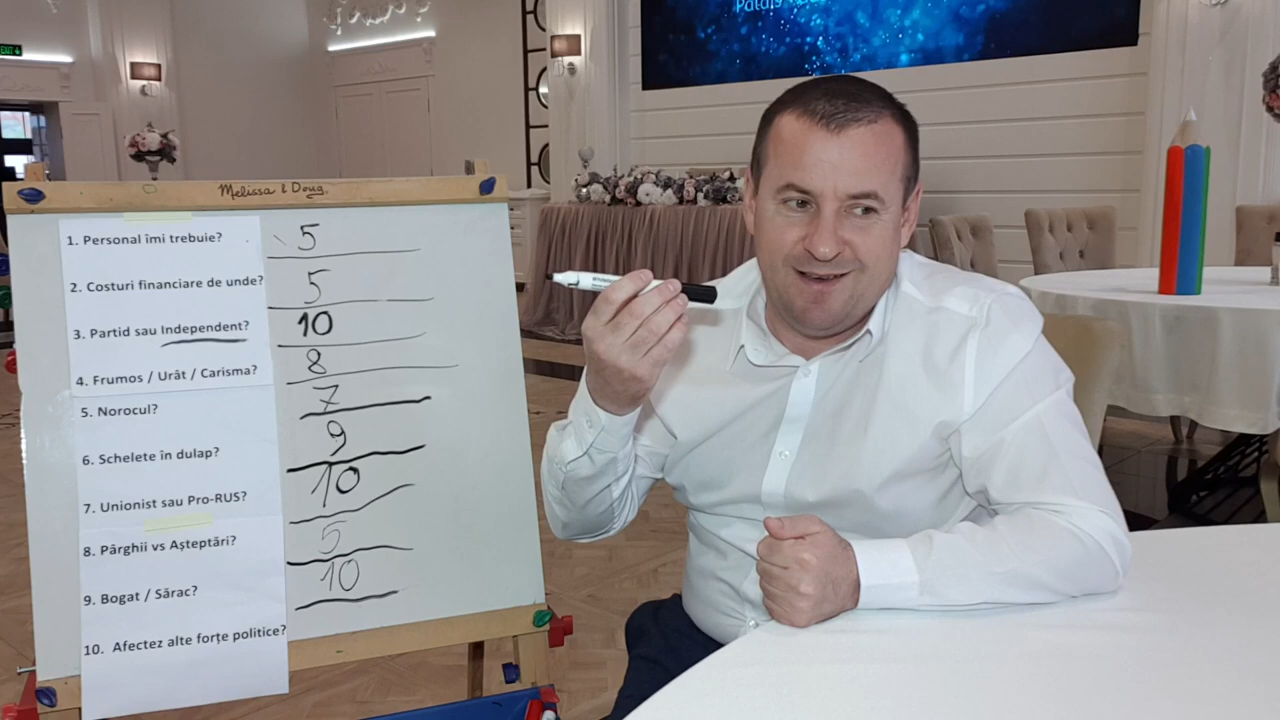 EXIT
Melissa & Doug
1. Personal îmi trebuie? 5
2. Costuri financiare de unde? 5
3. Partid sau Independent? 10
4. Frumos / Urât / Carisma? 8
5. Norocul? 7
6. Schelete în dulap? 9
7. Unionist sau Pro-RUS? 10
8. Pârghii vs Așteptări? 5
9. Bogat / Sărac? 10
10. Afectez alte forțe politice?